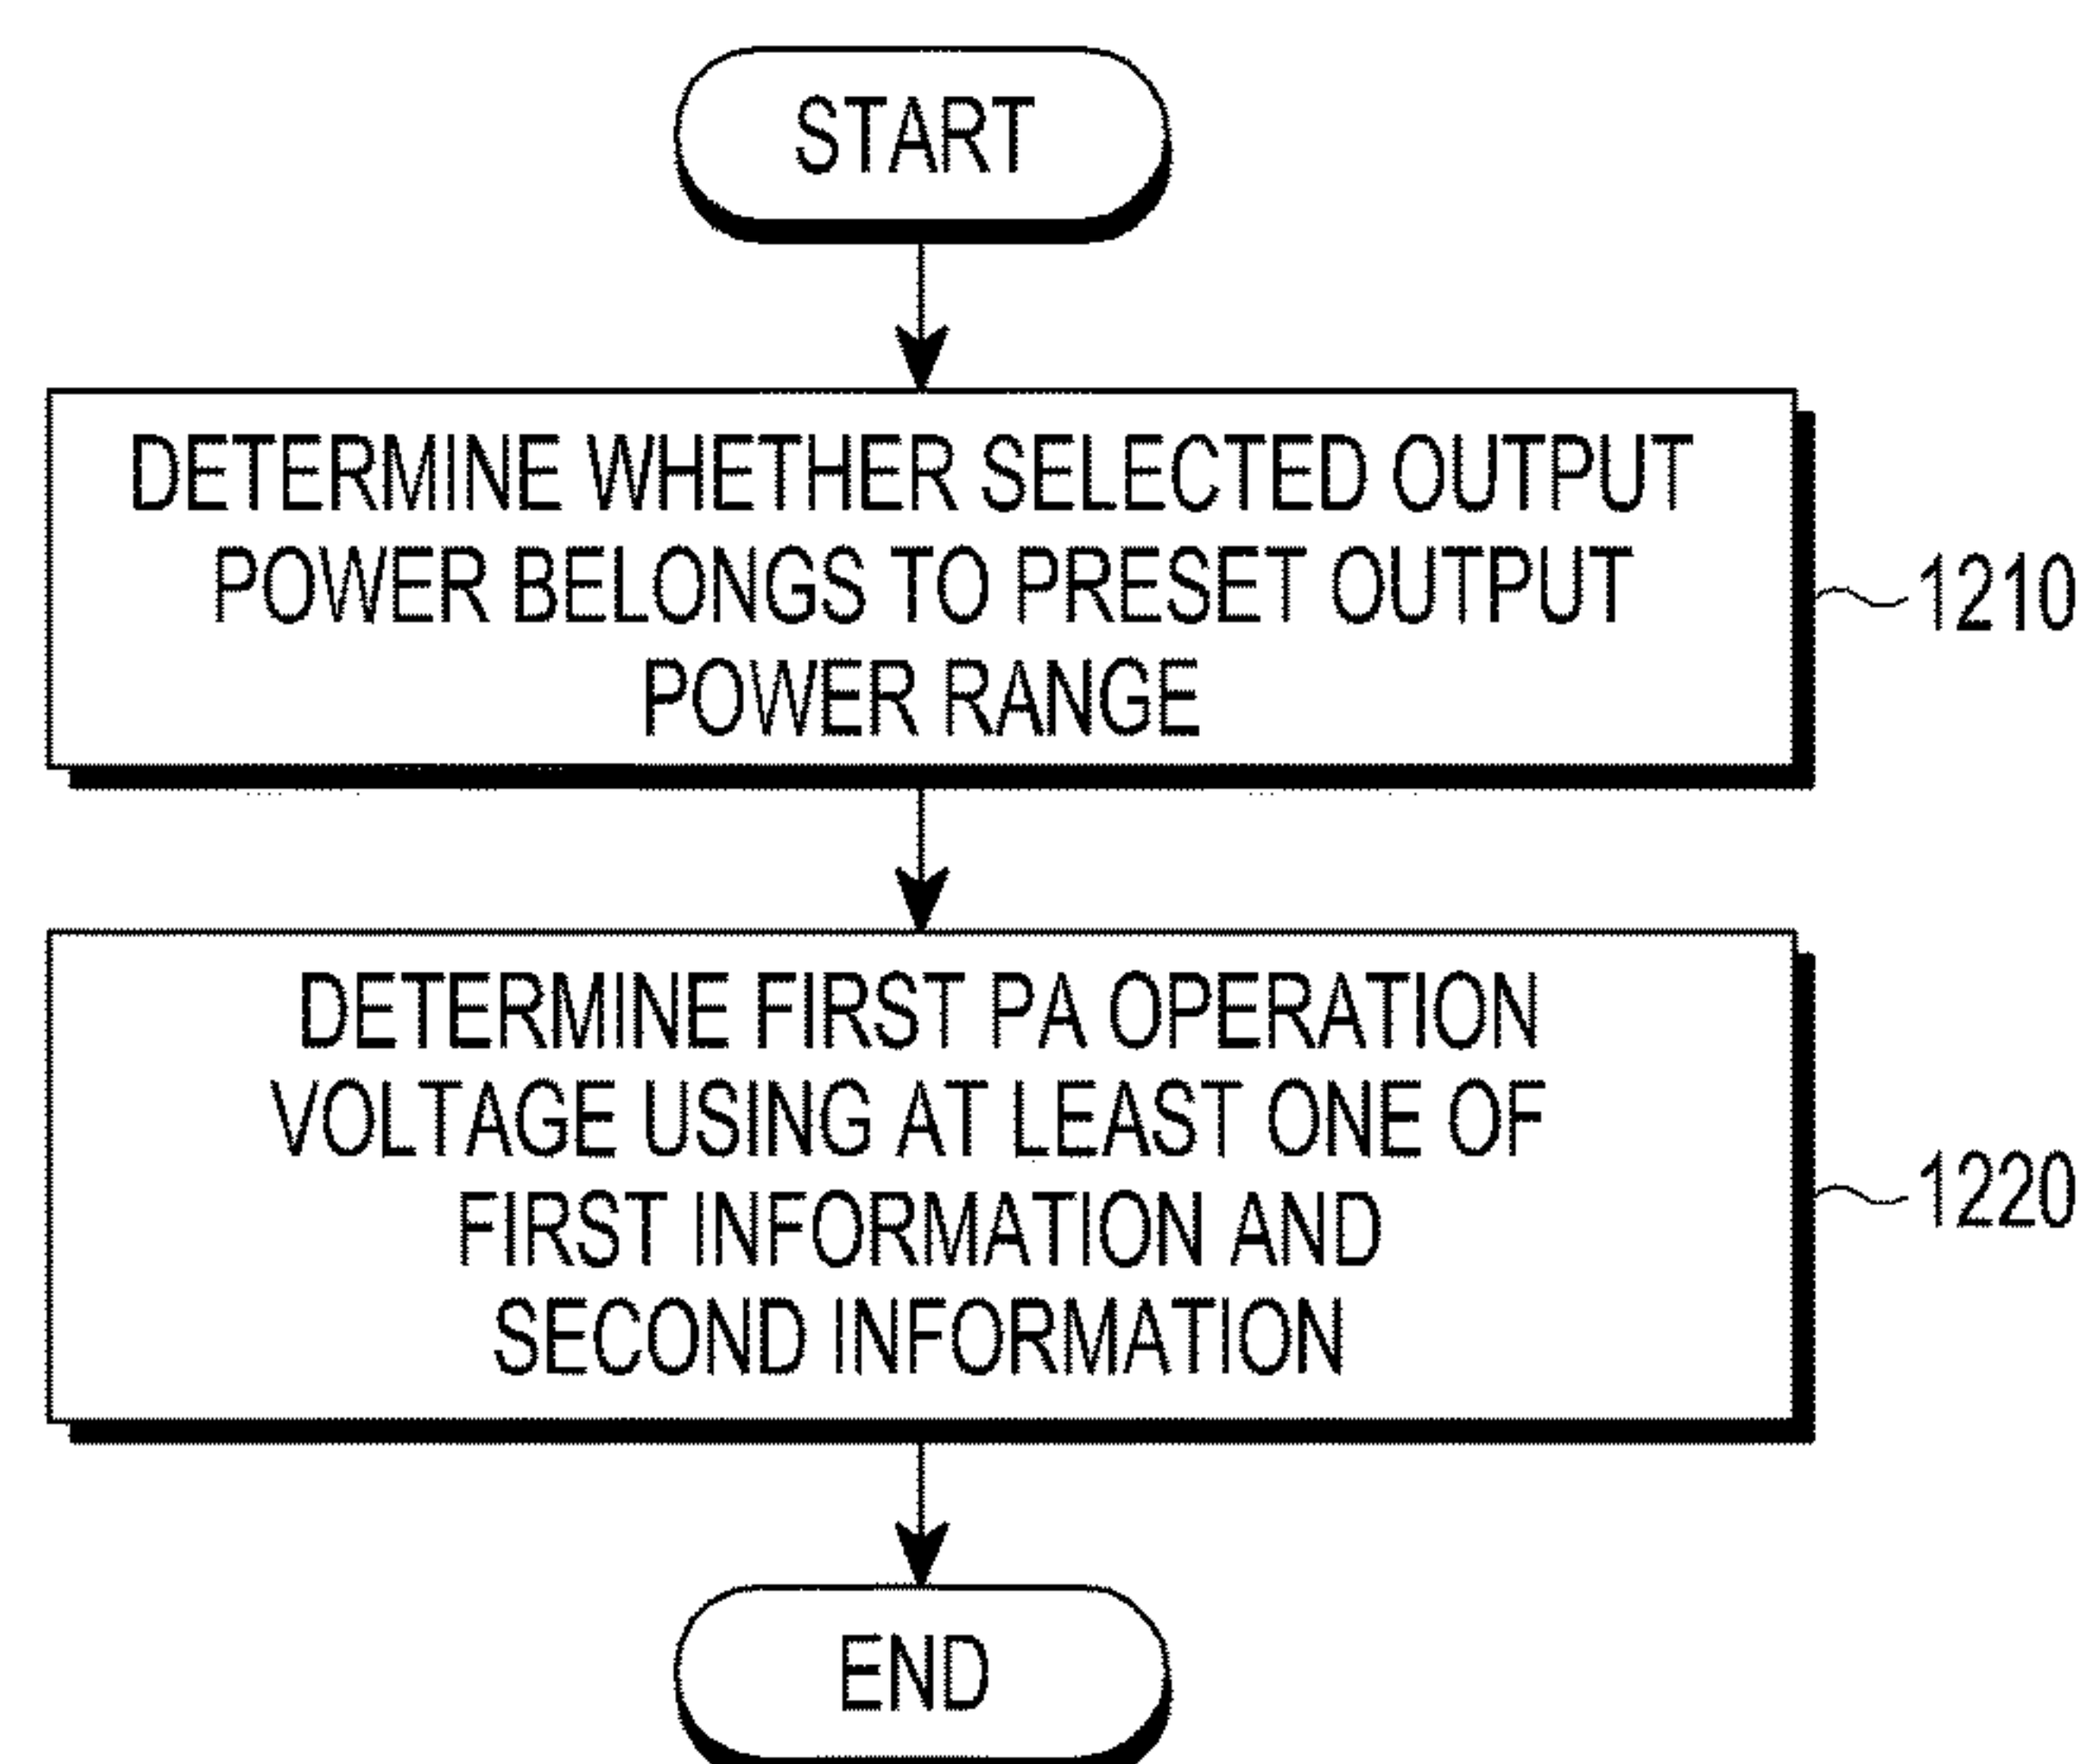 START
DETERMINE WHETHER SELECTED OUTPUT
POWER BELONGS TO PRESET OUTPUT
POWER RANGE
1210
DETERMINE FIRST PA OPERATION
VOLTAGE USING AT LEAST ONE OF
FIRST INFORMATION AND
SECOND INFORMATION
1220
END